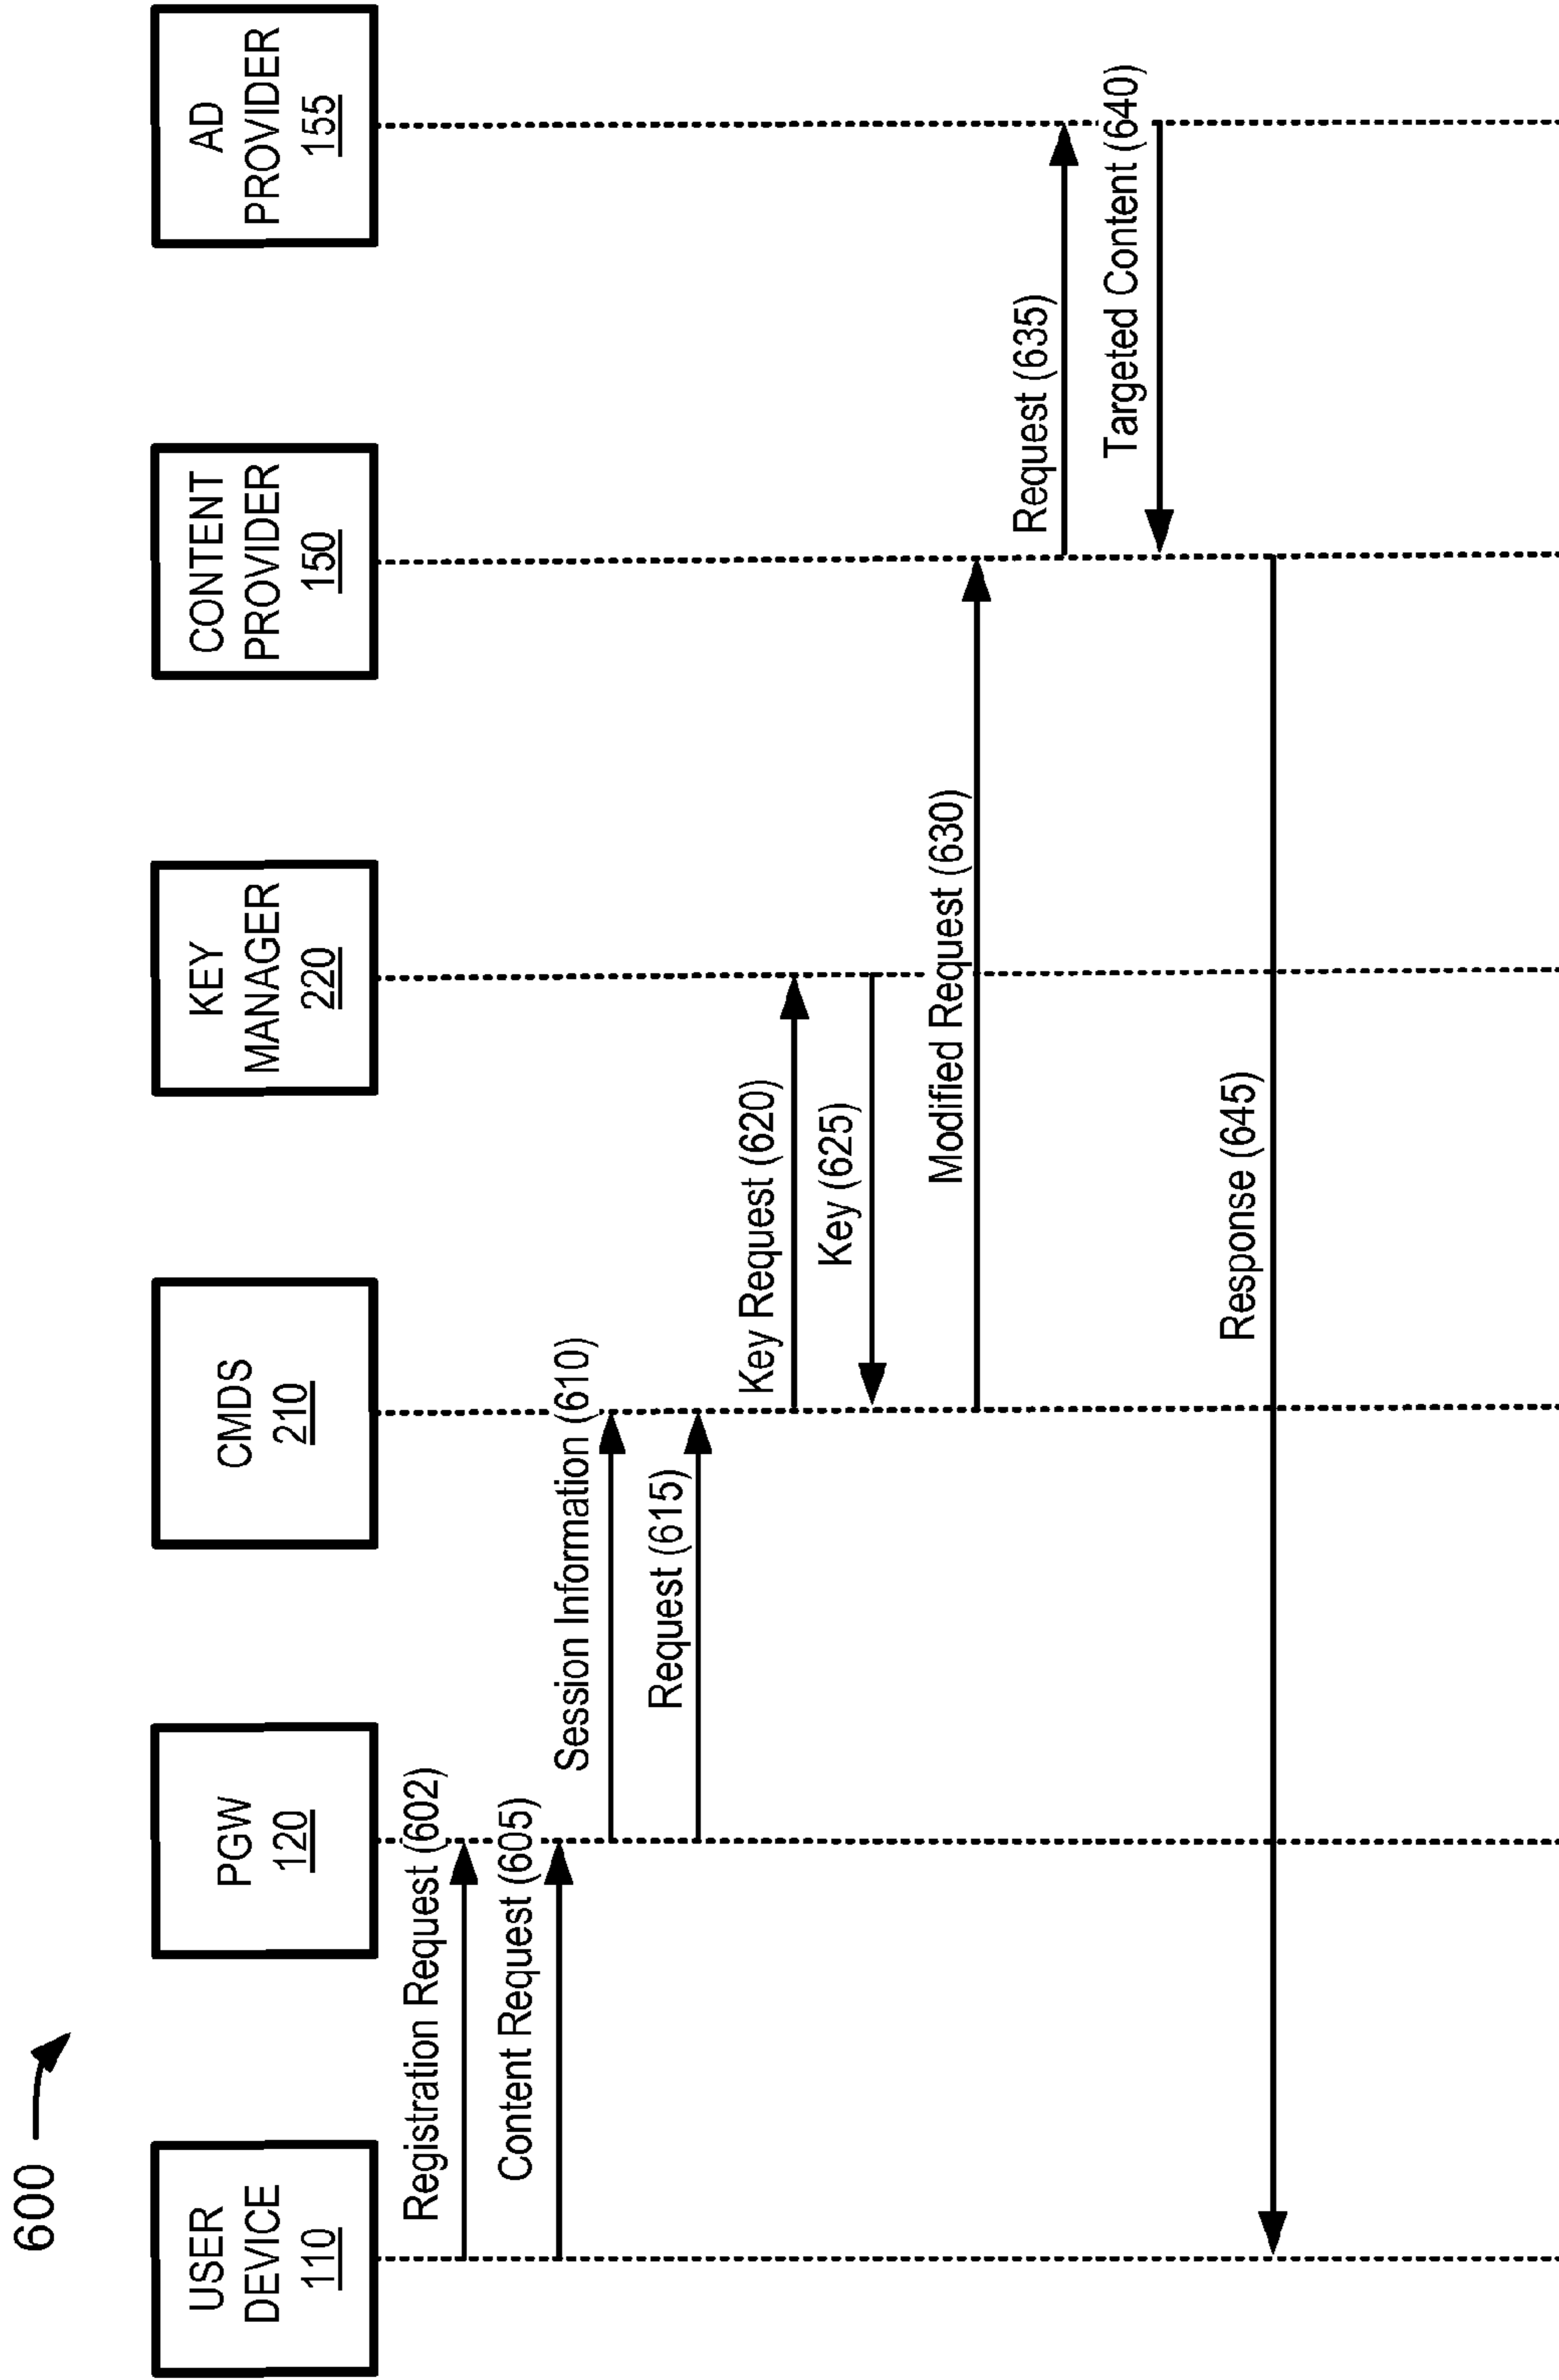 600
USER
DEVICE
110
PGW
120
CMDS
210
KEY
MANAGER
220
CONTENT
PROVIDER
150
AD
PROVIDER
155
Registration Request (602)
Content Request (605)
Session Information (610)
Request (615)
Key Request (620)
Key (625)
Modified Request (630)
Request (635)
Targeted Content (640)
Response (645)